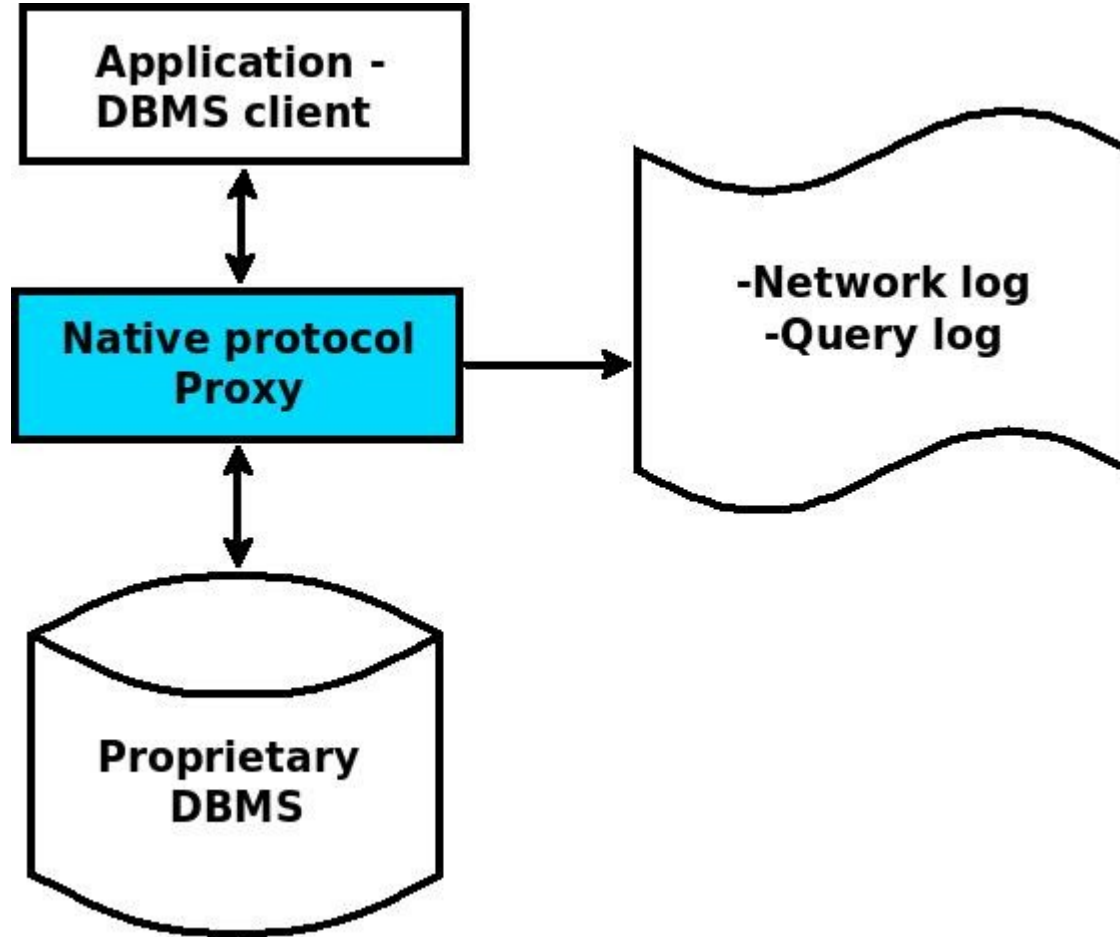 Application -
DBMS client
Native protocol
Proxy
-Network log
-Query log
Proprietary
DBMS